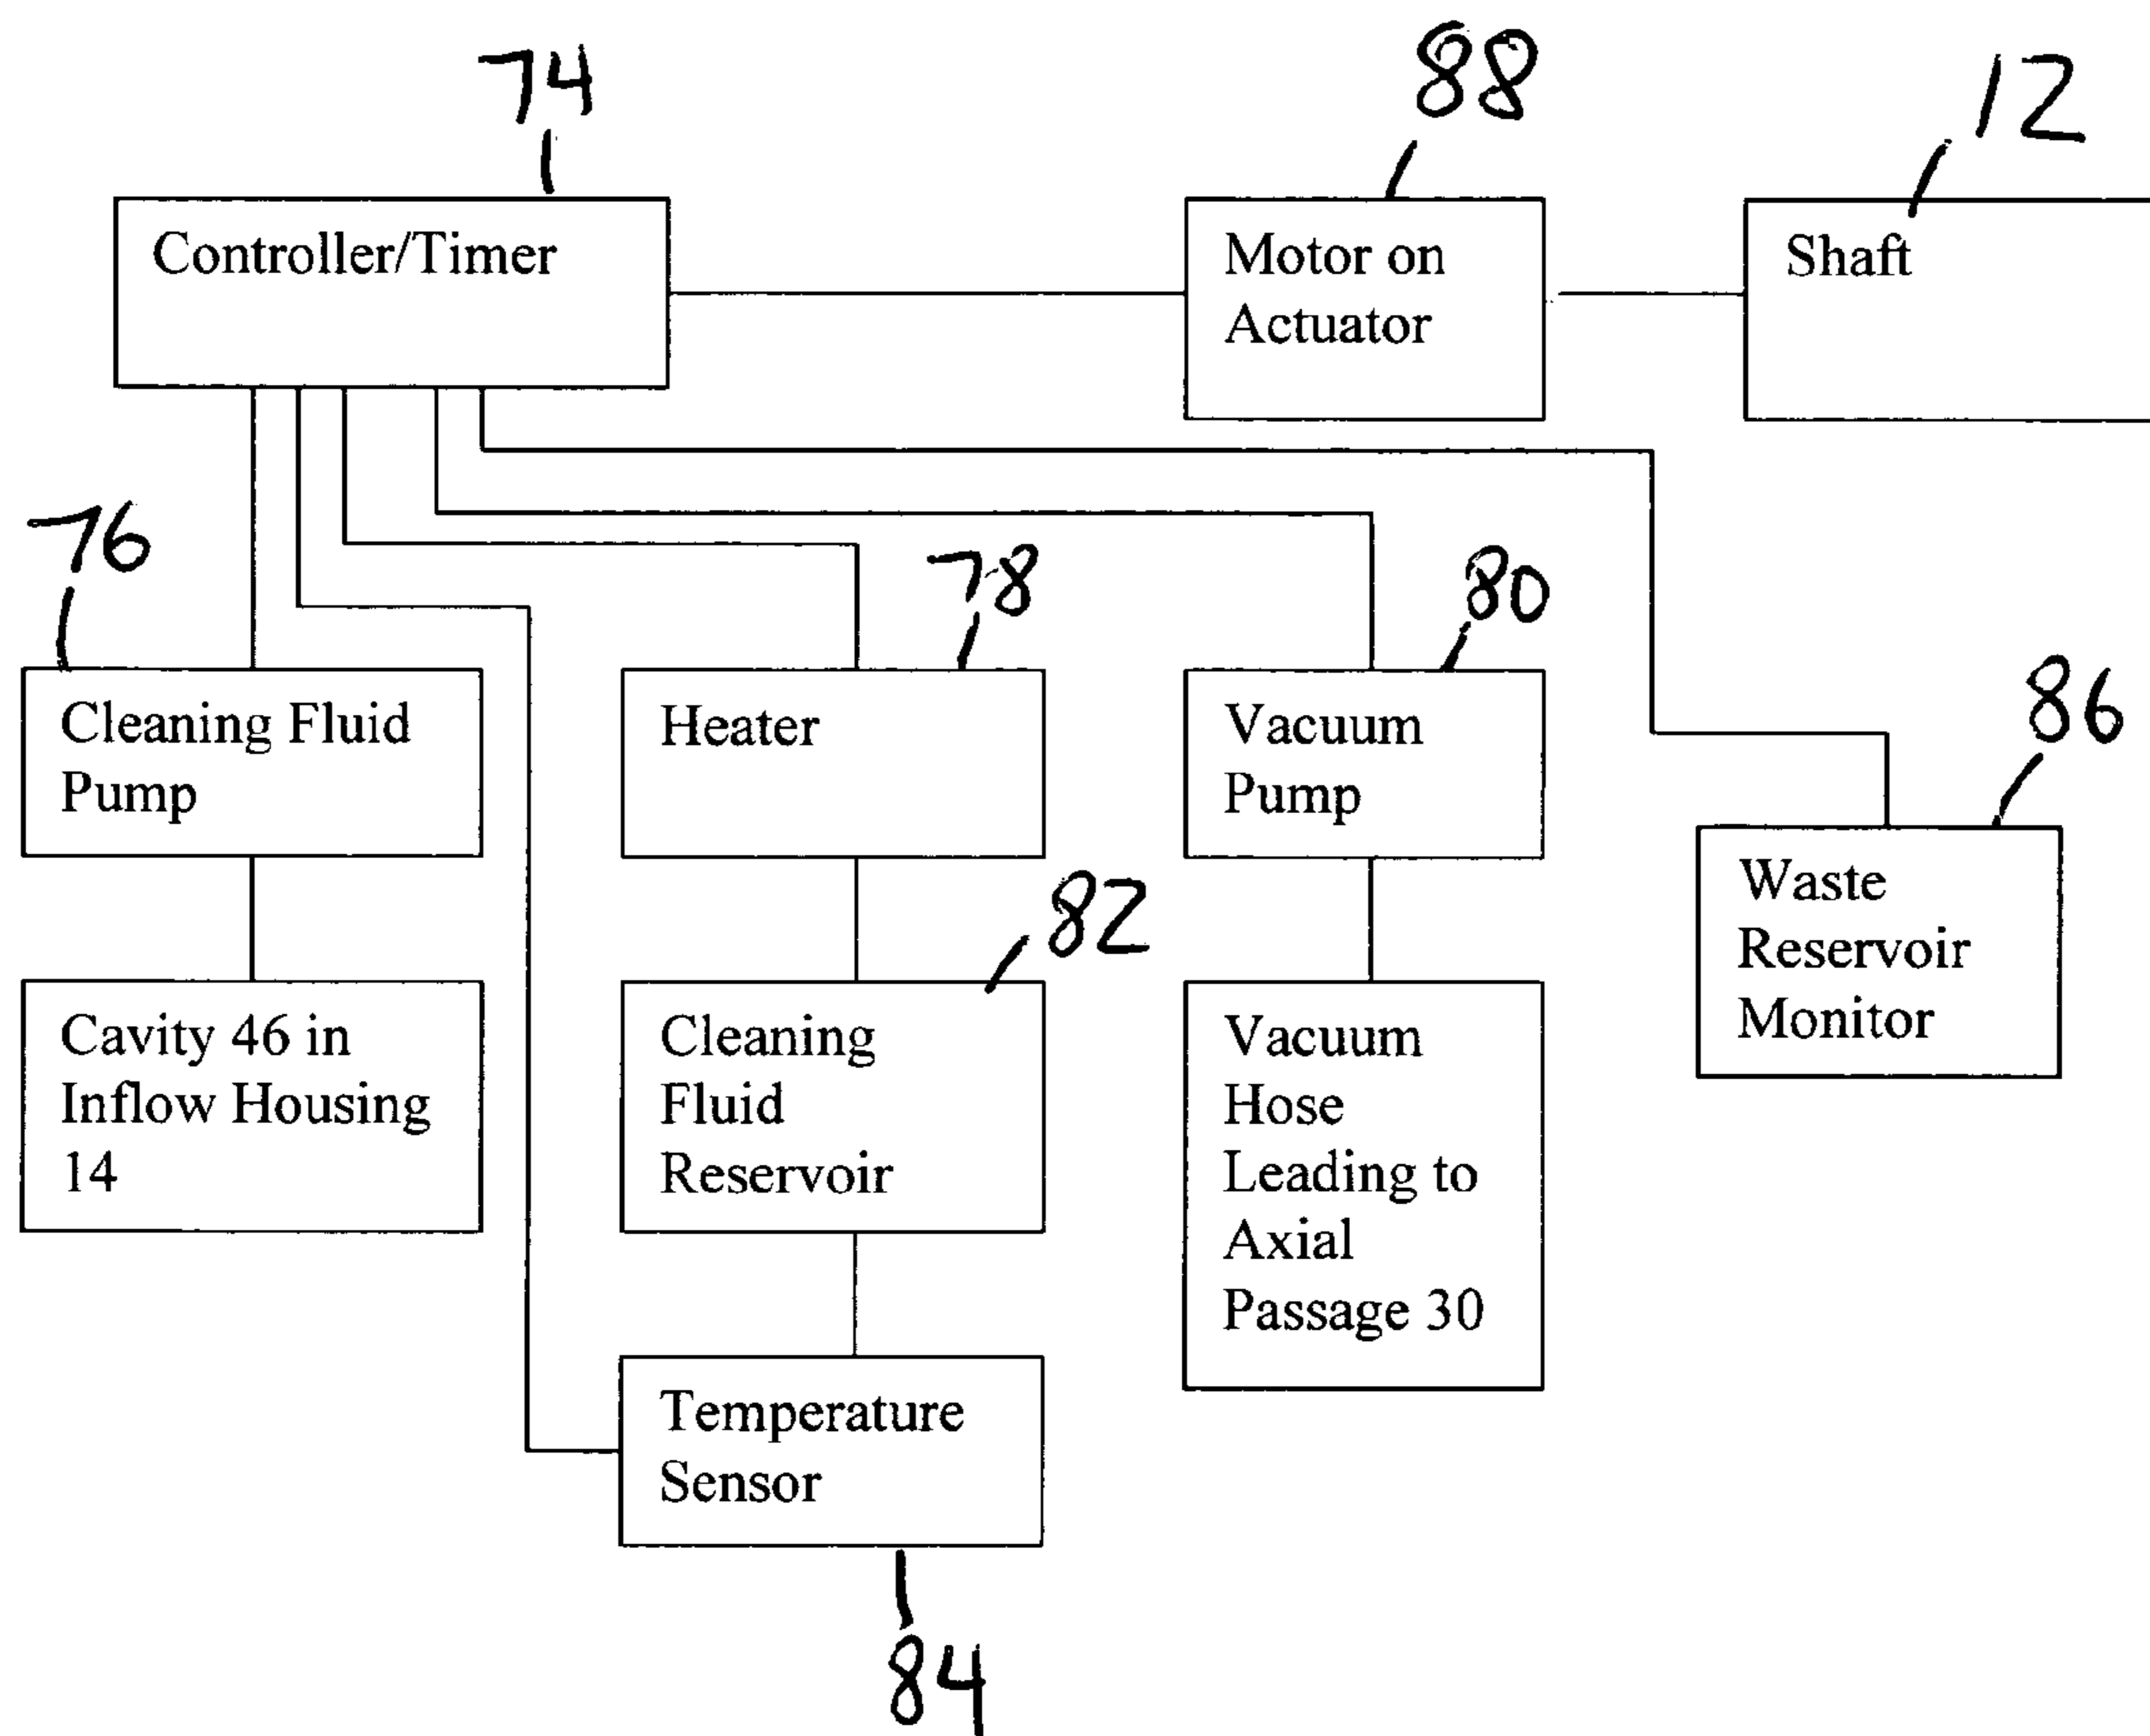 74
88
12
Controller/Timer
Motor on
Actuator
Shaft
76
78
80
86
Cleaning Fluid
Pump
Heater
Vacuum
Pump
Waste
Reservoir
Monitor
82
Cavity 46 in
Inflow Housing
14
Cleaning
Fluid
Reservoir
Vacuum
Hose
Leading to
Axial
Passage 30
Temperature
Sensor
84